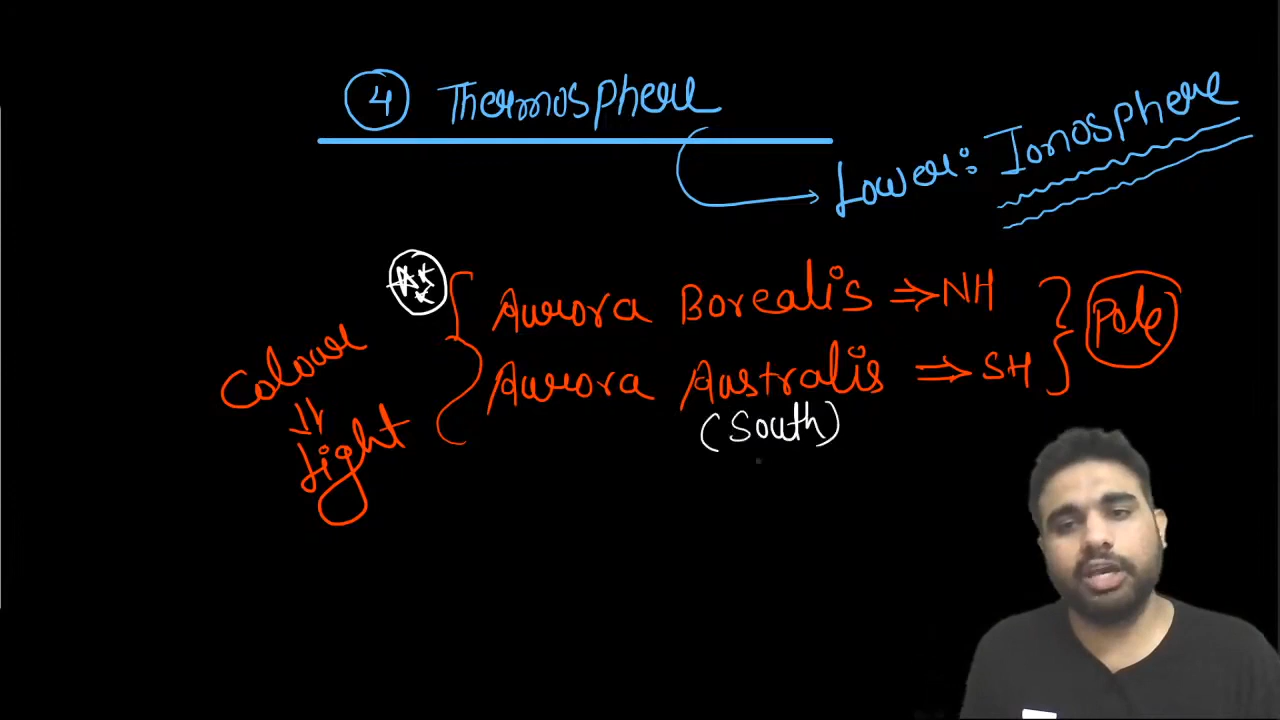 4 Thermosphere
Lower: Ionosphere
Aurora Borealis ⇒ NH
Aurora Australis ⇒ SH
Pole
(South)
Colour
Light